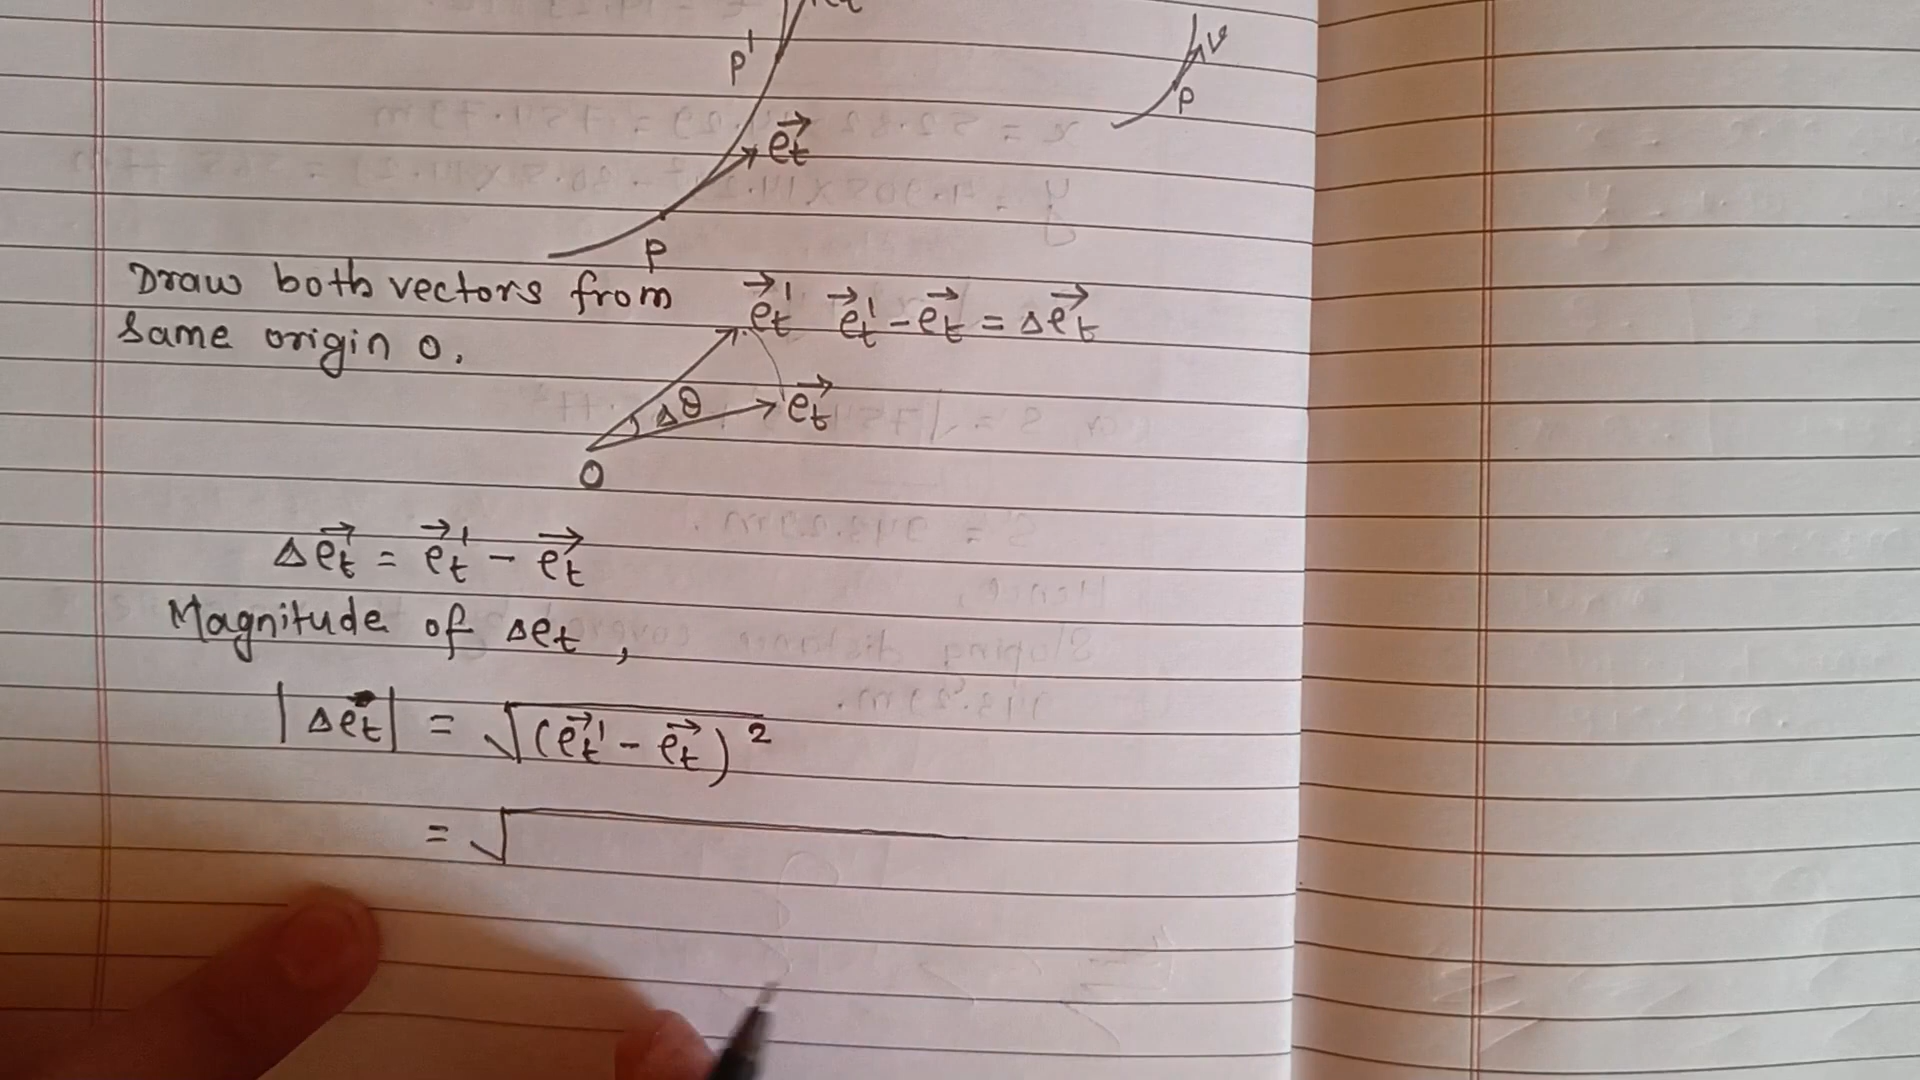 P'
V
P
e⃗t
P
Draw both vectors from
same origin O.
e⃗t' e⃗t' - e⃗t = Δe⃗t
Δθ
e⃗t
O
Δe⃗t = e⃗t' - e⃗t
Magnitude of Δet,
|Δe⃗t| = √(e⃗t' - e⃗t)²
= √